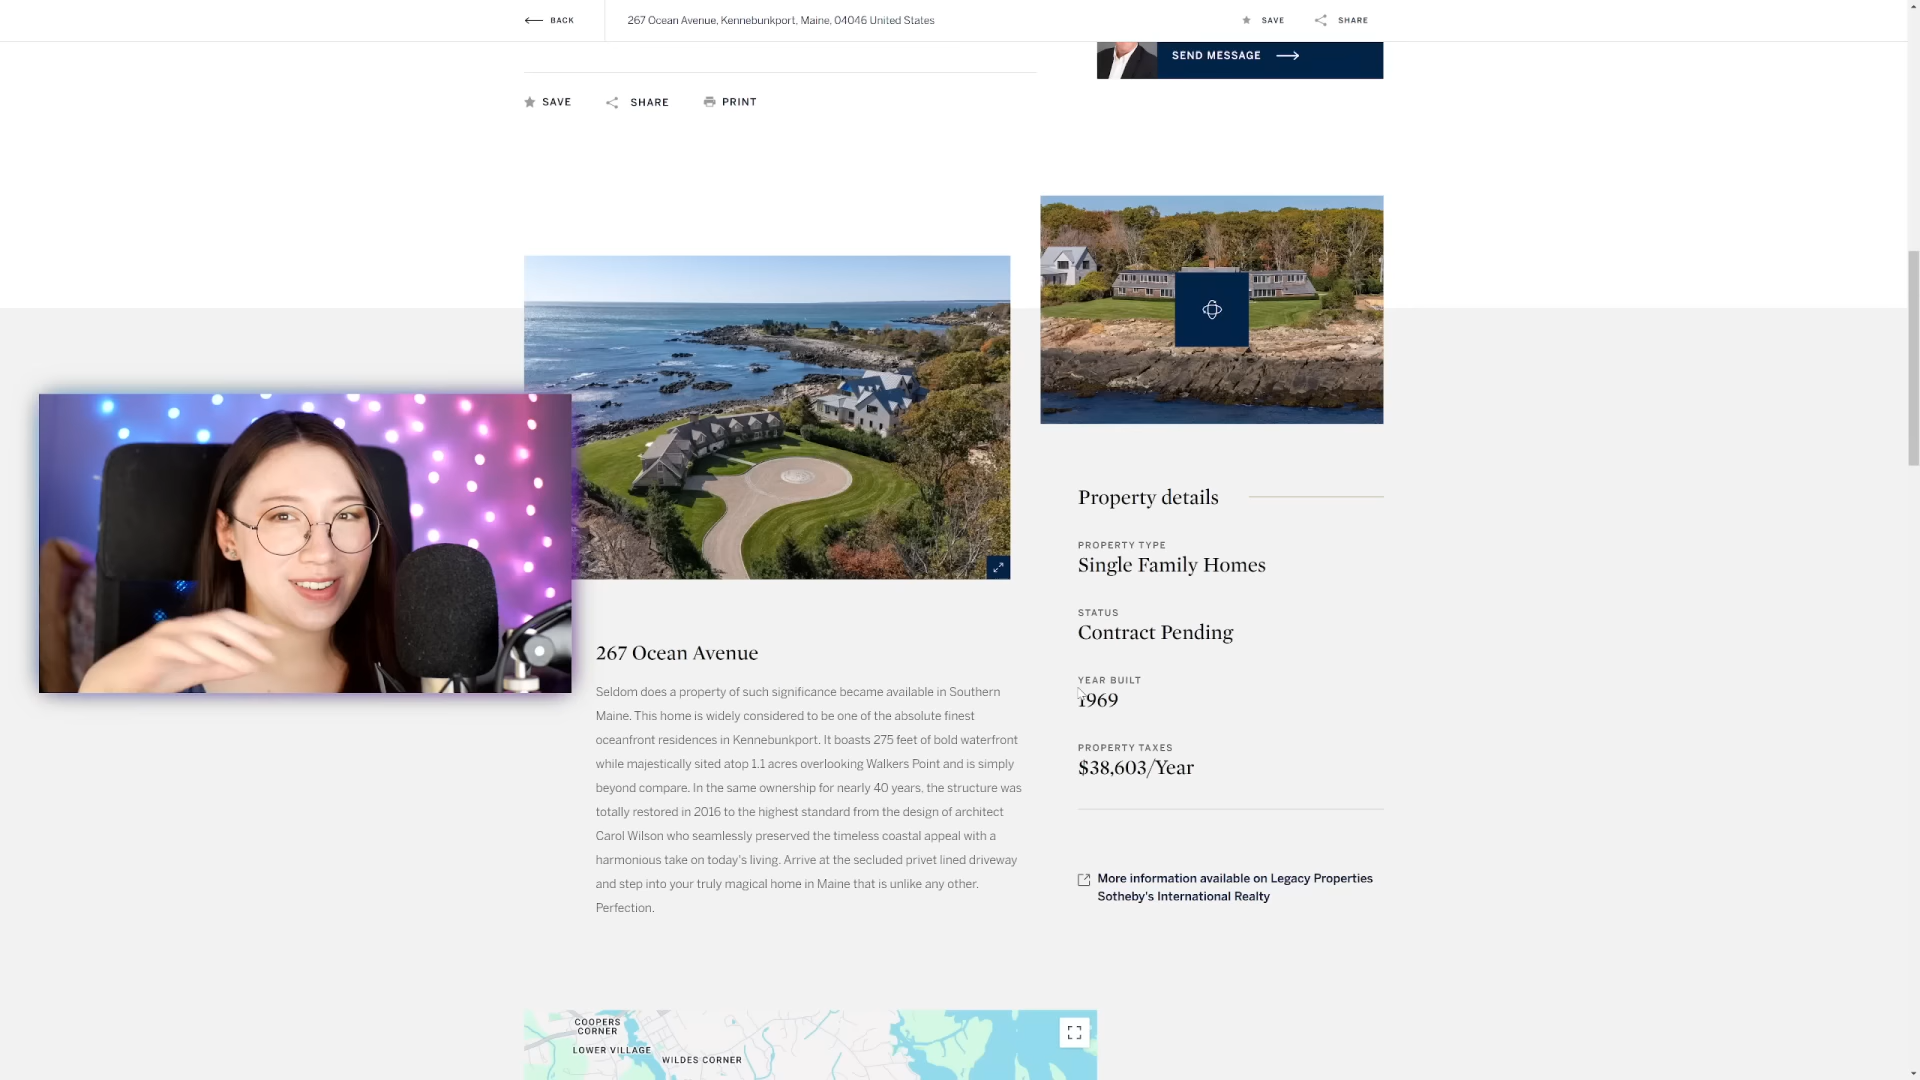 BACK
267 Ocean Avenue, Kennebunkport, Maine, 04046 United States
SAVE
SHARE
SEND MESSAGE
SAVE
SHARE
PRINT
Property details
PROPERTY TYPE
Single Family Homes
STATUS
Contract Pending
YEAR BUILT
1969
PROPERTY TAXES
$38,603/Year
More information available on Legacy Properties
Sotheby's International Realty
267 Ocean Avenue
Seldom does a property of such significance became available in Southern
Maine. This home is widely considered to be one of the absolute finest
oceanfront residences in Kennebunkport. It boasts 275 feet of bold waterfront
while majestically sited atop 1.1 acres overlooking Walkers Point and is simply
beyond compare. In the same ownership for nearly 40 years, the structure was
totally restored in 2016 to the highest standard from the design of architect
Carol Wilson who seamlessly preserved the timeless coastal appeal with a
harmonious take on today's living. Arrive at the secluded privet lined driveway
and step into your truly magical home in Maine that is unlike any other.
Perfection.
COOPERS
CORNER
LOWER VILLAGE
WILDES CORNER